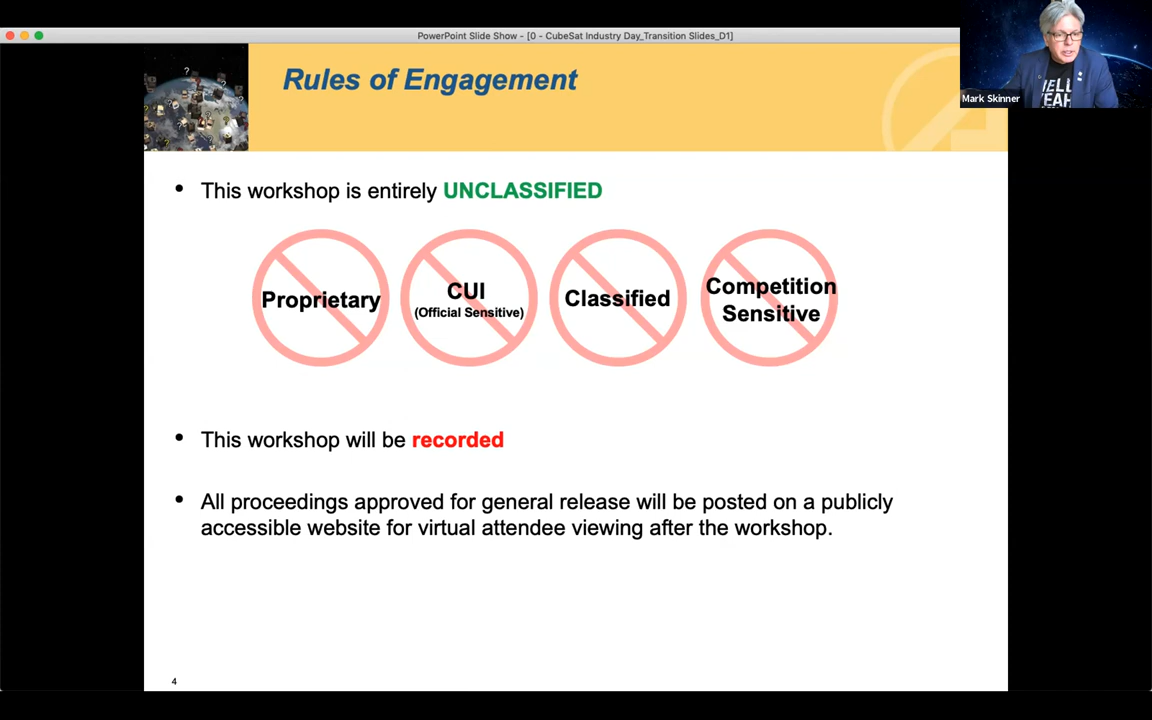 PowerPoint Slide Show - [0 - CubeSat Industry Day_Transition Slides_D1]
Mark Skinner
Rules of Engagement
• This workshop is entirely UNCLASSIFIED
Proprietary
CUI
(Official Sensitive)
Classified
Competition
Sensitive
• This workshop will be recorded
• All proceedings approved for general release will be posted on a publicly
accessible website for virtual attendee viewing after the workshop.
4